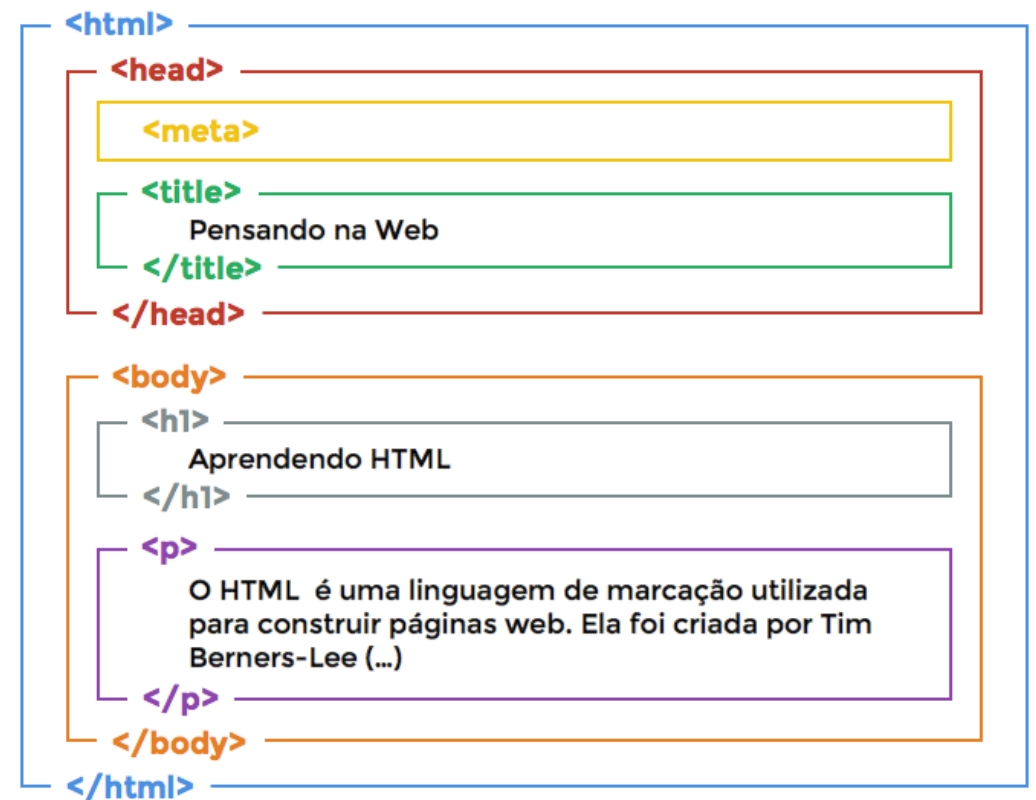 <html>
<head>
<meta>
<title>
Pensando na Web
</title>
</head>
<body>
<h1>
Aprendendo HTML
</h1>
<p>
O HTML é uma linguagem de marcação utilizada
para construir páginas web. Ela foi criada por Tim
Berners-Lee (...)
</p>
</body>
</html>